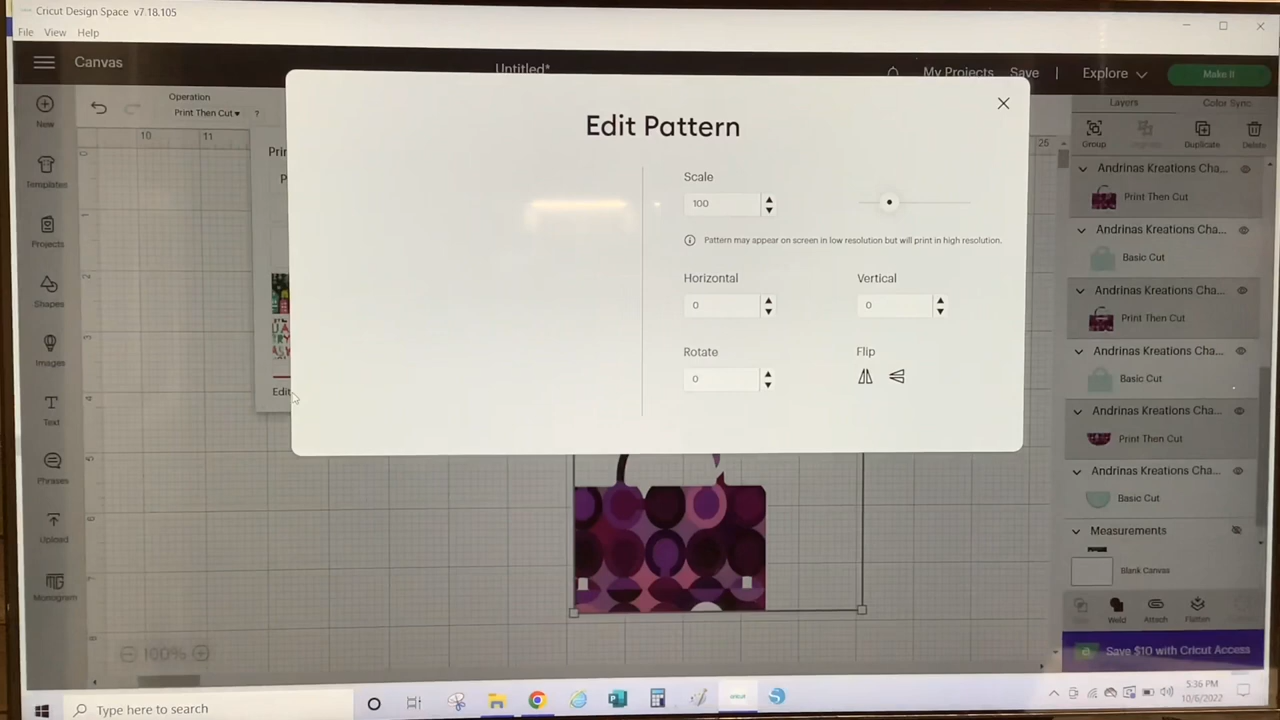 Cricut Design Space v7.18.105
File View Help
Canvas
Untitled*
My Projects Save | Explore
Make It
New
Templates
Projects
Shapes
Images
Text
Phrases
Upload
Monogram
Operation
Print Then Cut
?
10 11
25
Edit
Edit Pattern
Scale
100
Pattern may appear on screen in low resolution but will print in high resolution.
Horizontal
0
Vertical
0
Rotate
0
Flip
100%
Layers Color Sync
Group Duplicate Delete
Andrinas Kreations Cha...
Print Then Cut
Andrinas Kreations Cha...
Basic Cut
Andrinas Kreations Cha...
Print Then Cut
Andrinas Kreations Cha...
Basic Cut
Andrinas Kreations Cha...
Print Then Cut
Andrinas Kreations Cha...
Basic Cut
Measurements
Blank Canvas
Weld Attach Flatten
Save $10 with Cricut Access
Type here to search
5:36 PM
10/6/2022